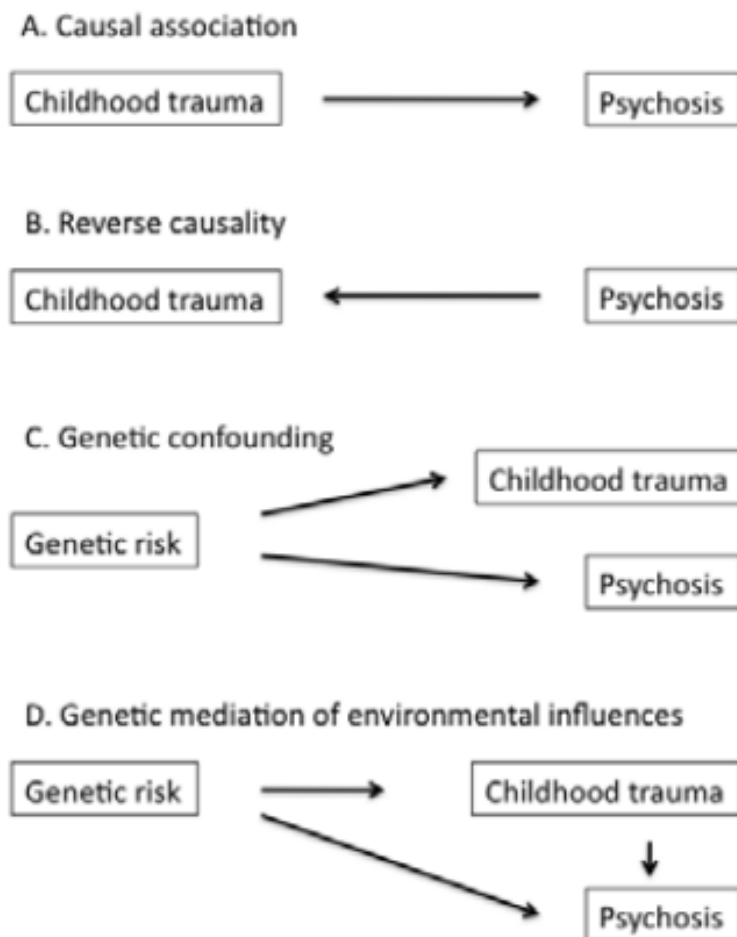 A. Causal association
Childhood trauma
Psychosis
B. Reverse causality
Childhood trauma
Psychosis
C. Genetic confounding
Childhood trauma
Genetic risk
Psychosis
D. Genetic mediation of environmental influences
Genetic risk
Childhood trauma
Psychosis